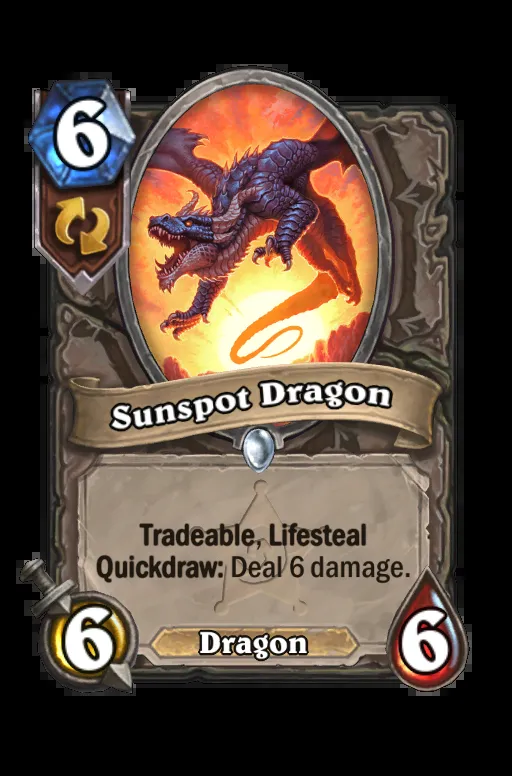 6
Sunspot Dragon
Tradeable, Lifesteal
Quickdraw: Deal 6 damage.
6
Dragon
6